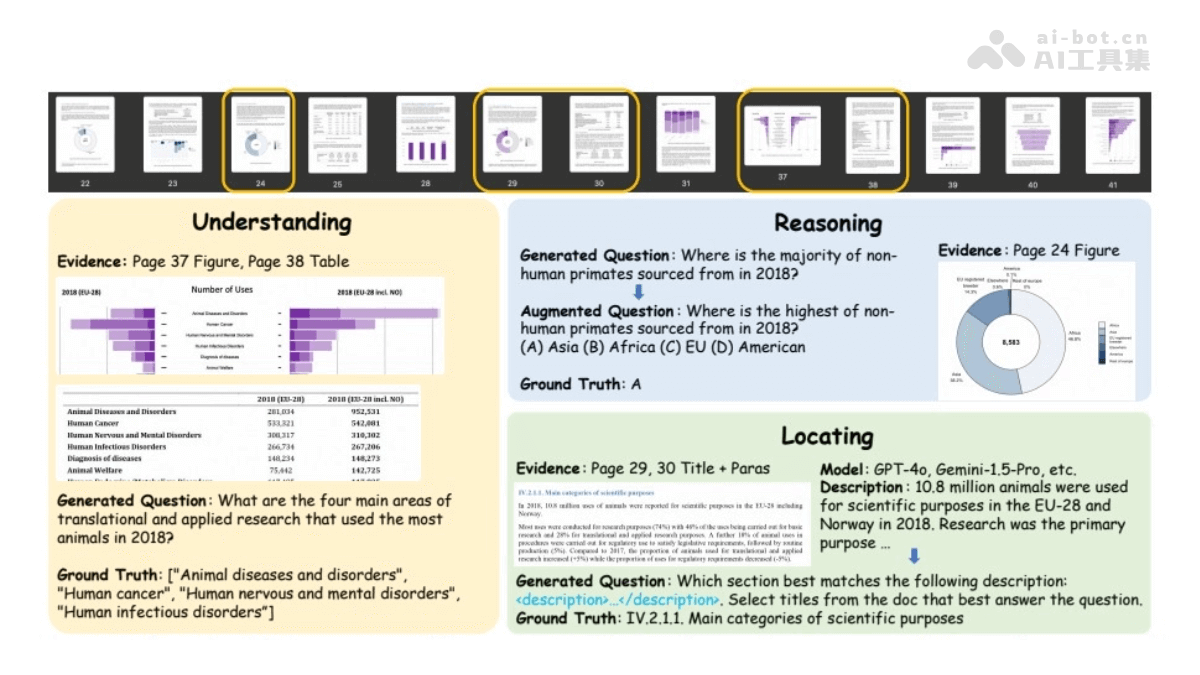 ai-bot.cn
AI工具集
22
23
24
25
28
29
30
31
37
38
39
40
41
Understanding
Evidence: Page 37 Figure, Page 38 Table
2018 (EU-28)
Number of Uses
2018 (EU-28 incl. NO)
Animal Diseases and Disorders
Human Cancer
Human Nervous and Mental Disorders
Human Infectious Disorders
Diagnosis of diseases
Animal Welfare
2018 (EU-28) 2018 (EU-28 incl. NO)
Animal Diseases and Disorders 281,034 952,531
Human Cancer 533,321 542,081
Human Nervous and Mental Disorders 308,317 310,302
Human Infectious Disorders 266,734 267,206
Diagnosis of diseases 148,234 148,273
Animal Welfare 75,442 142,725
Generated Question: What are the four main areas of
translational and applied research that used the most
animals in 2018?
Ground Truth: ["Animal diseases and disorders",
"Human cancer", "Human nervous and mental disorders",
"Human infectious disorders"]
Reasoning
Generated Question: Where is the majority of non-
human primates sourced from in 2018?
Augmented Question: Where is the highest of non-
human primates sourced from in 2018?
(A) Asia (B) Africa (C) EU (D) American
Ground Truth: A
Evidence: Page 24 Figure
America
Rest of europe
EU registered
breeder
Elsewhere
Africa
Asia
8,583
Locating
Evidence: Page 29, 30 Title + Paras
IV.2.1.1. Main categories of scientific purposes
In 2018, 10.8 million uses of animals were reported for scientific purposes in the EU-28 including
Norway.
Most uses were conducted for research purposes (74%) with 46% of the uses being carried out for basic
research and 28% for translational and applied research purposes. A further 18% of animal uses in
procedures were carried out for regulatory use to satisfy legislative requirements, followed by routine
production (5%). Compared to 2017, the proportion of animals used for translational and applied
research increased (+5%) while the proportion of uses for regulatory requirements decreased (-5%).
Model: GPT-4o, Gemini-1.5-Pro, etc.
Description: 10.8 million animals were used
for scientific purposes in the EU-28 and
Norway in 2018. Research was the primary
purpose ...
Generated Question: Which section best matches the following description:
<description>…</description>. Select titles from the doc that best answer the question.
Ground Truth: IV.2.1.1. Main categories of scientific purposes